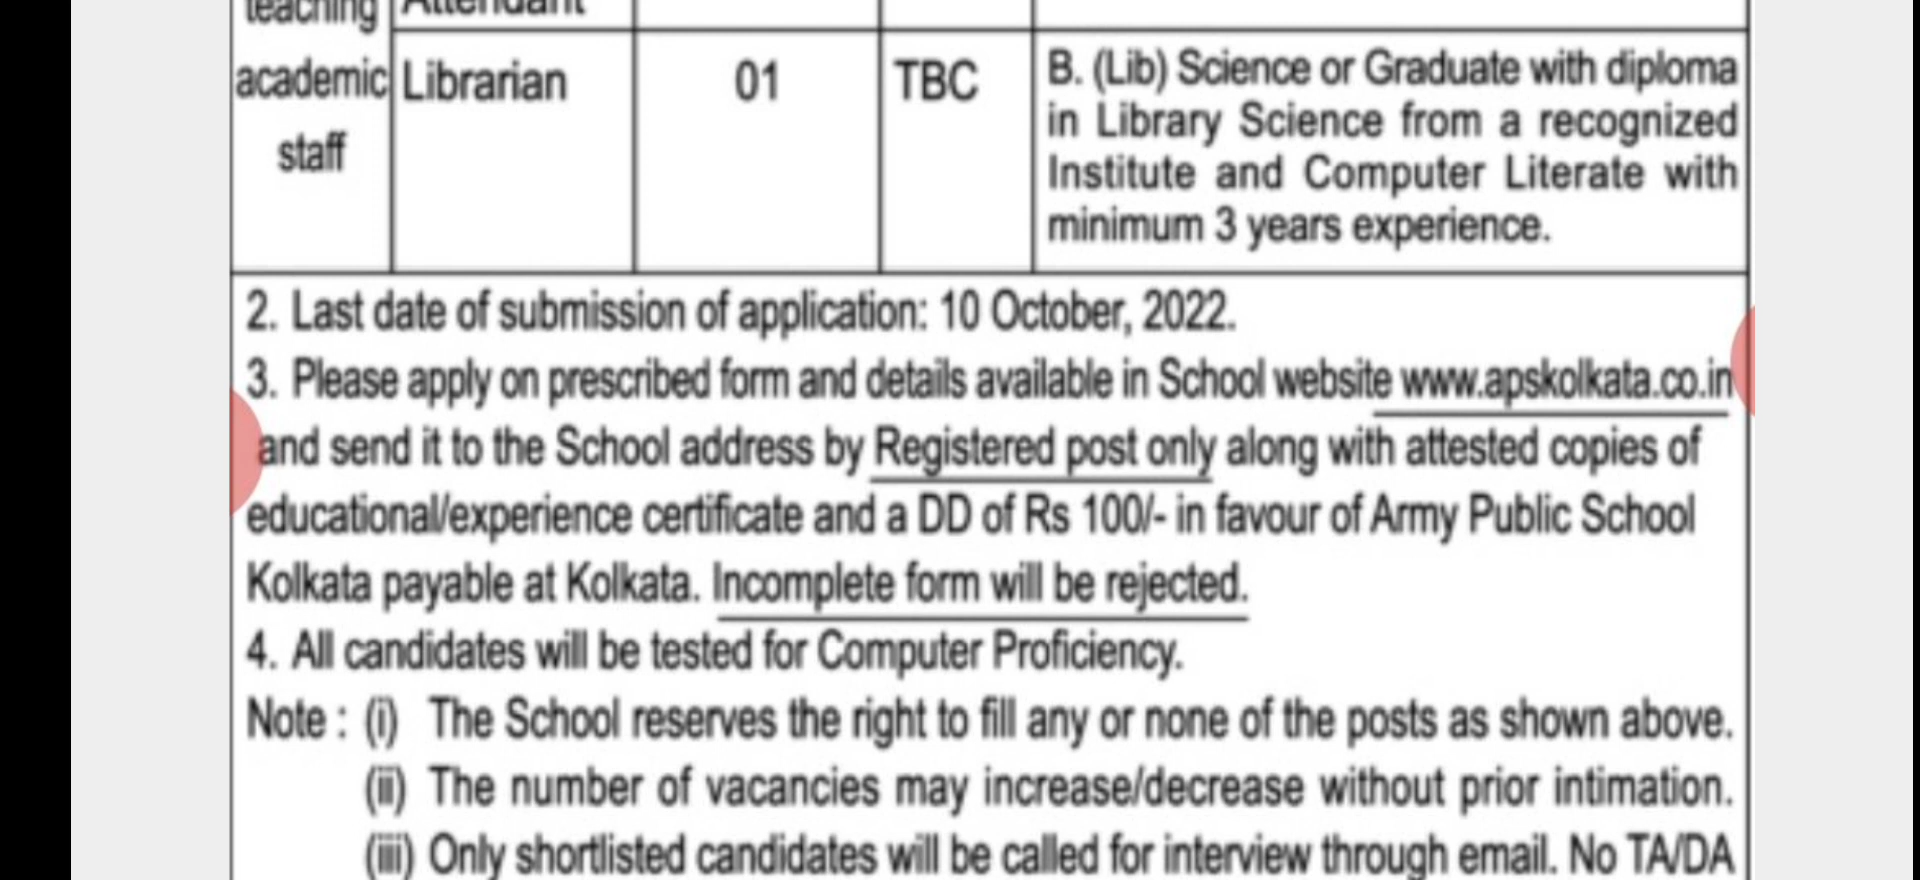 teaching
Attendant
academic
staff
Librarian
01
TBC
B. (Lib) Science or Graduate with diploma
in Library Science from a recognized
Institute and Computer Literate with
minimum 3 years experience.
2. Last date of submission of application: 10 October, 2022.
3. Please apply on prescribed form and details available in School website www.apskolkata.co.in
and send it to the School address by Registered post only along with attested copies of
educational/experience certificate and a DD of Rs 100/- in favour of Army Public School
Kolkata payable at Kolkata. Incomplete form will be rejected.
4. All candidates will be tested for Computer Proficiency.
Note : (i) The School reserves the right to fill any or none of the posts as shown above.
(ii) The number of vacancies may increase/decrease without prior intimation.
(iii) Only shortlisted candidates will be called for interview through email. No TA/DA